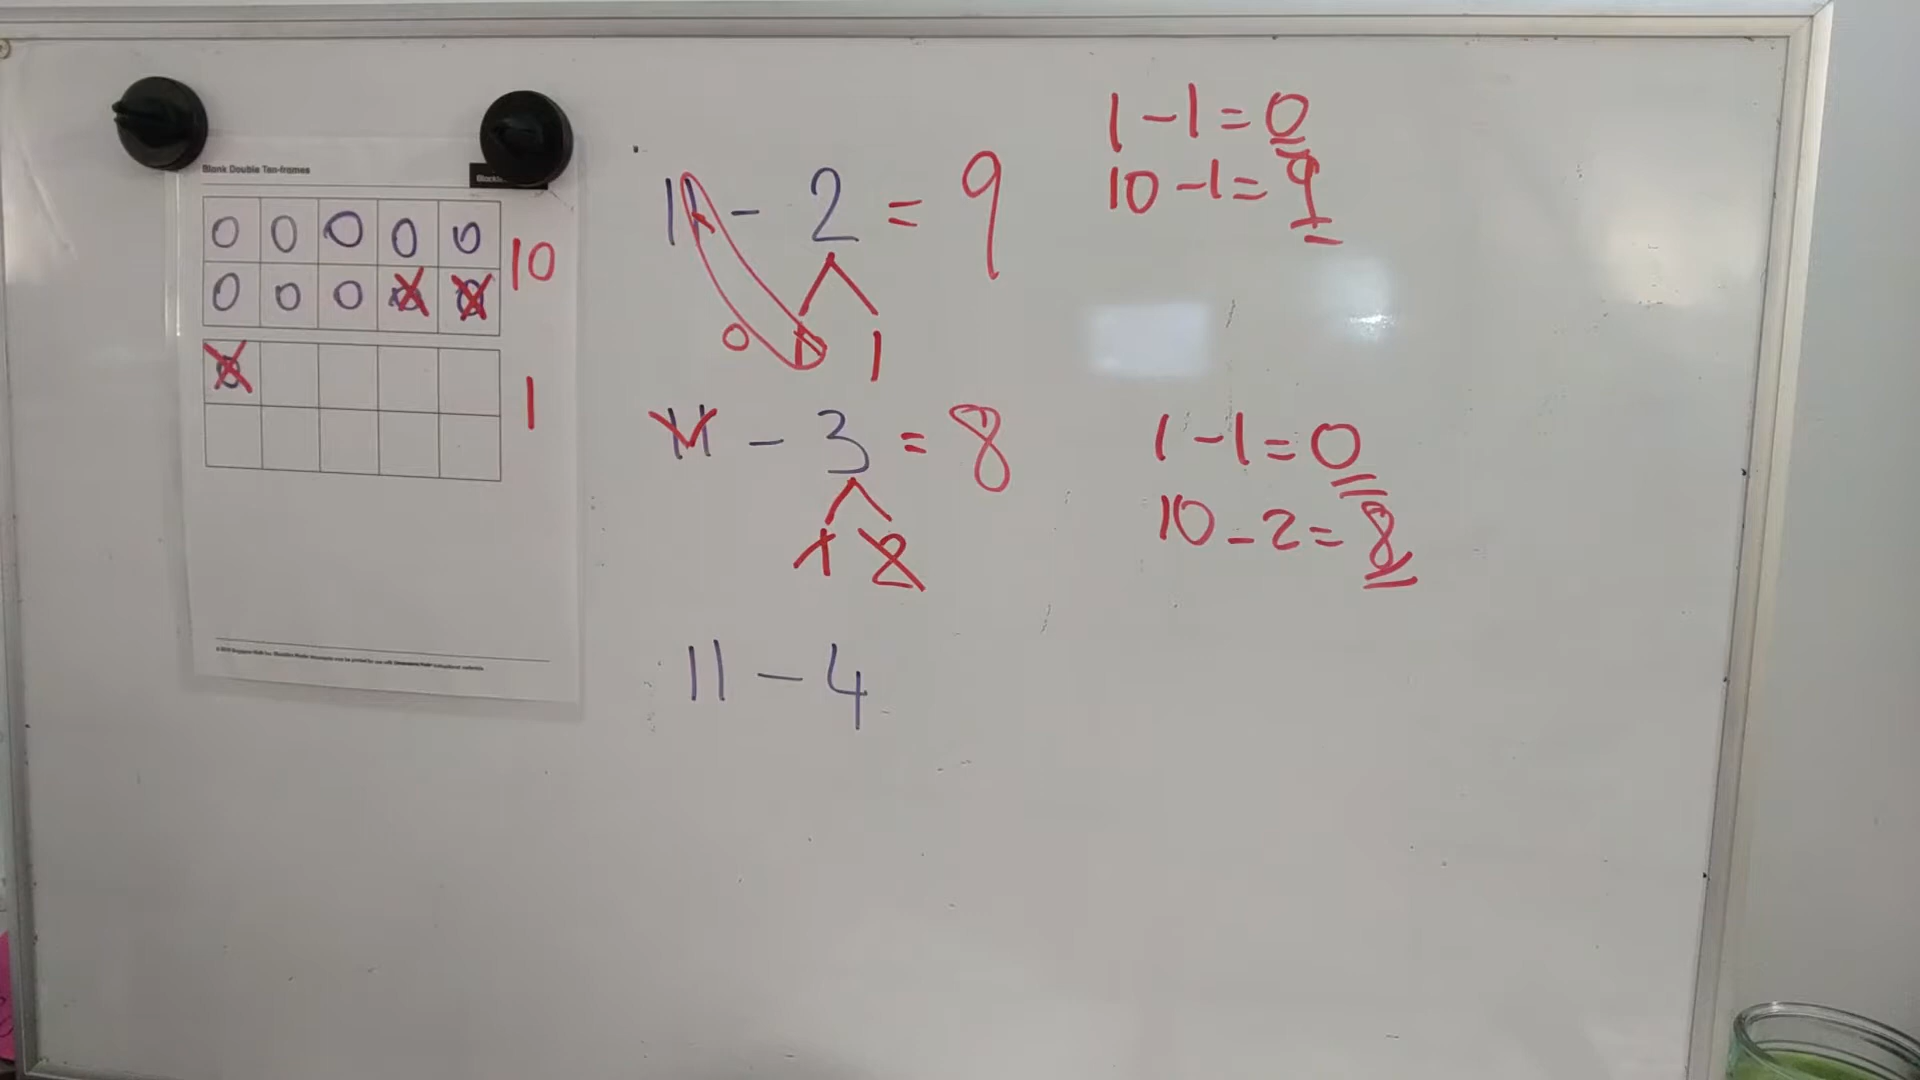 Blank Double Ten-frames
0 0 0 0 0
0 0 0 0 0
10
0
1
11 - 2 = 9
0 1 1
1 - 1 = 0
10 - 1 = 9
11 - 3 = 8
1 2
1 - 1 = 0
10 - 2 = 8
11 - 4